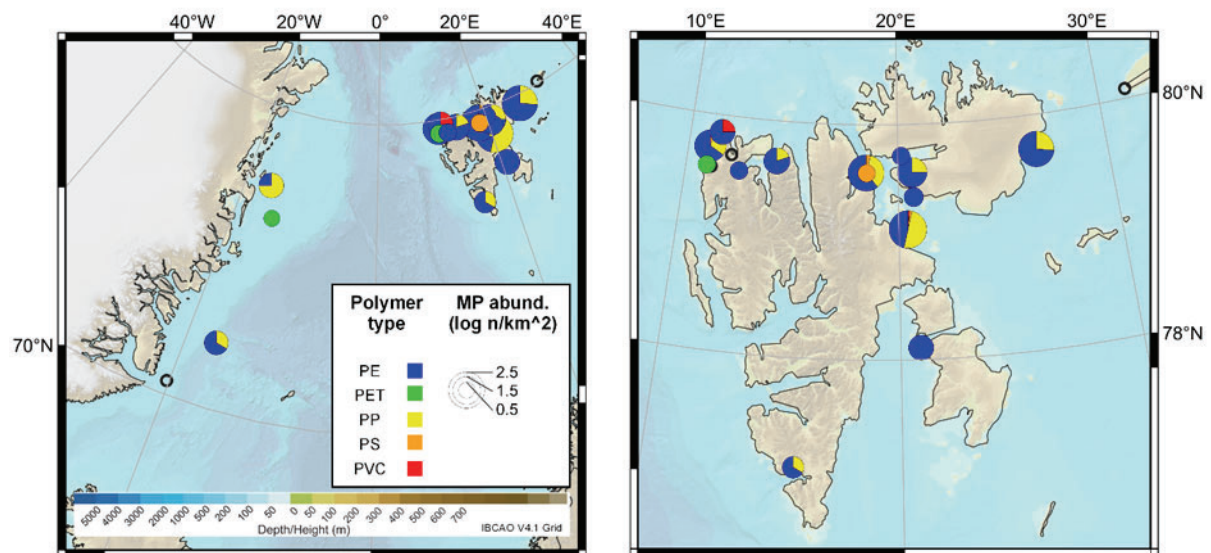 40°W 20°W 0° 20°E 40°E
10°E 20°E 30°E
80°N
70°N
78°N
Polymer type
MP abund. (log n/km^2)
PE
PET
PP
PS
PVC
2.5
1.5
0.5
5000 4000 3000 2000 1000 500 200 100 50 0 50 100 200 300 400 500 600 700
Depth/Height (m)
IBCAO V4.1 Grid